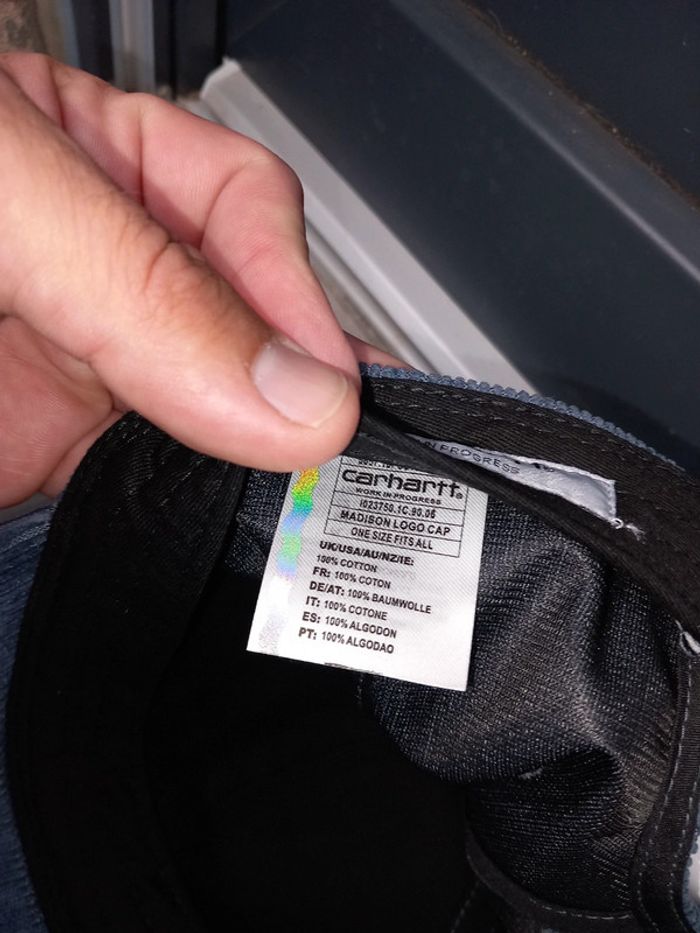 carhartt®
WORK IN PROGRESS
I023750.1C.90.06
MADISON LOGO CAP
ONE SIZE FITS ALL
UK/USA/AU/NZ/IE:
100% COTTON
FR: 100% COTON
DE/AT: 100% BAUMWOLLE
IT: 100% COTONE
ES: 100% ALGODON
PT: 100% ALGODAO
IN PROGRESS